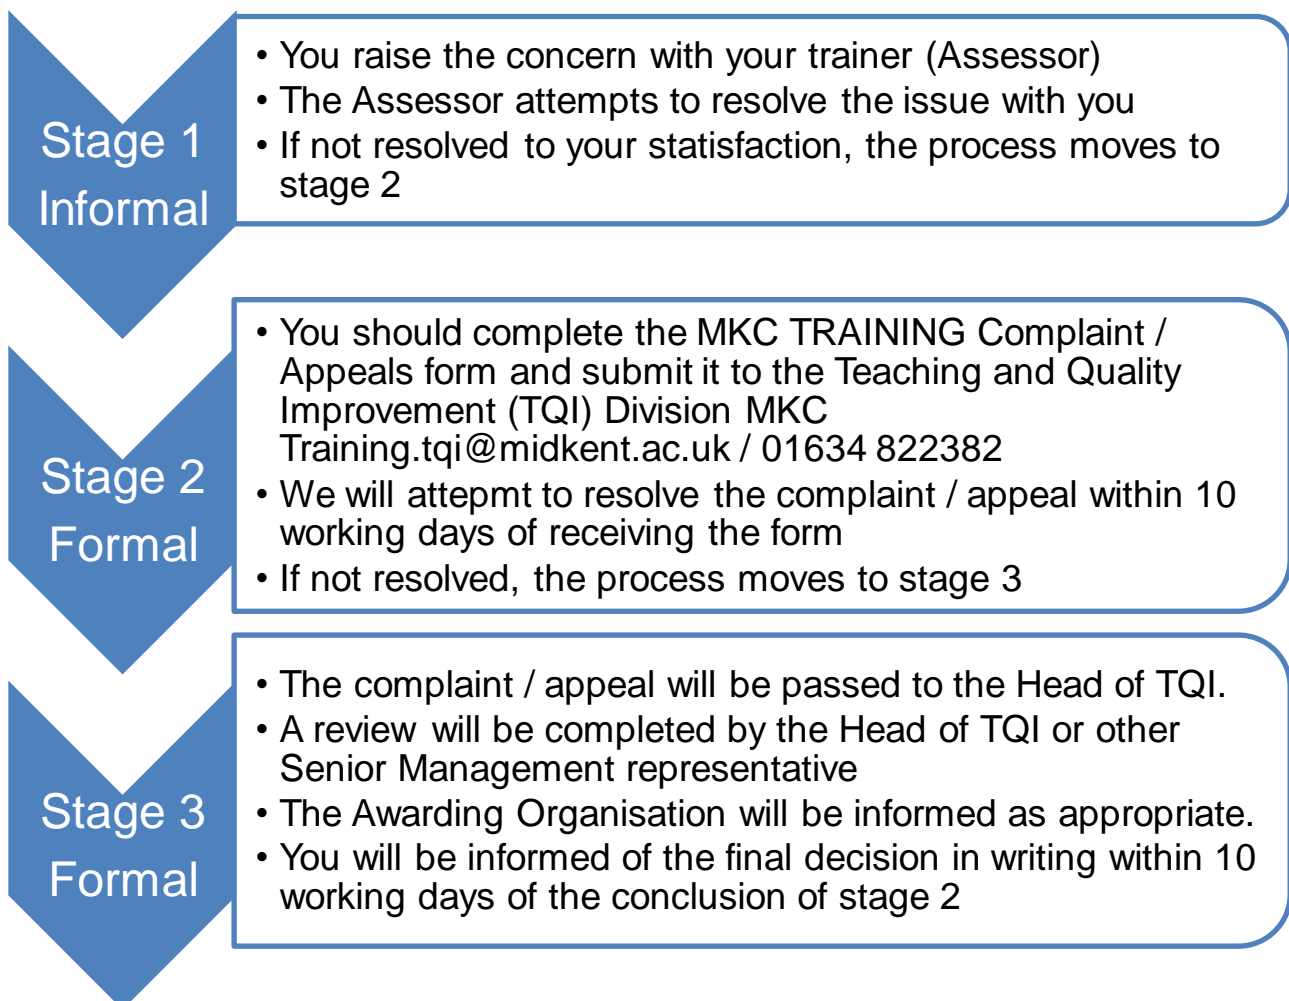 Stage 1
Informal
• You raise the concern with your trainer (Assessor)
• The Assessor attempts to resolve the issue with you
• If not resolved to your statisfaction, the process moves to
stage 2
Stage 2
Formal
• You should complete the MKC TRAINING Complaint /
Appeals form and submit it to the Teaching and Quality
Improvement (TQI) Division MKC
Training.tqi@midkent.ac.uk / 01634 822382
• We will attepmt to resolve the complaint / appeal within 10
working days of receiving the form
• If not resolved, the process moves to stage 3
Stage 3
Formal
• The complaint / appeal will be passed to the Head of TQI.
• A review will be completed by the Head of TQI or other
Senior Management representative
• The Awarding Organisation will be informed as appropriate.
• You will be informed of the final decision in writing within 10
working days of the conclusion of stage 2